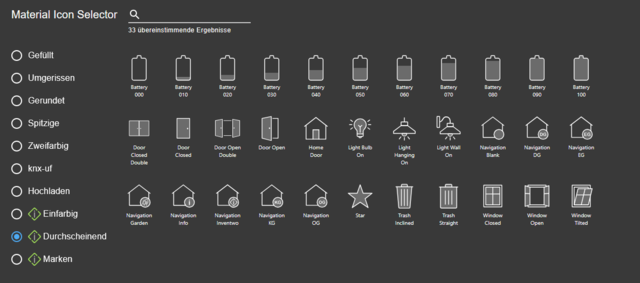 Material Icon Selector
33 übereinstimmende Ergebnisse
Gefüllt
Umgerissen
Gerundet
Spitzige
Zweifarbig
knx-uf
Hochladen
Einfarbig
Durchscheinend
Marken
Battery 000
Battery 010
Battery 020
Battery 030
Battery 040
Battery 050
Battery 060
Battery 070
Battery 080
Battery 090
Battery 100
Door Closed Double
Door Closed
Door Open Double
Door Open
Home Door
Light Bulb On
Light Hanging On
Light Wall On
Navigation Blank
Navigation DG
Navigation EG
Navigation Garden
Navigation Info
Navigation Inventwo
Navigation KG
Navigation OG
Star
Trash Inclined
Trash Straight
Window Closed
Window Open
Window Tilted